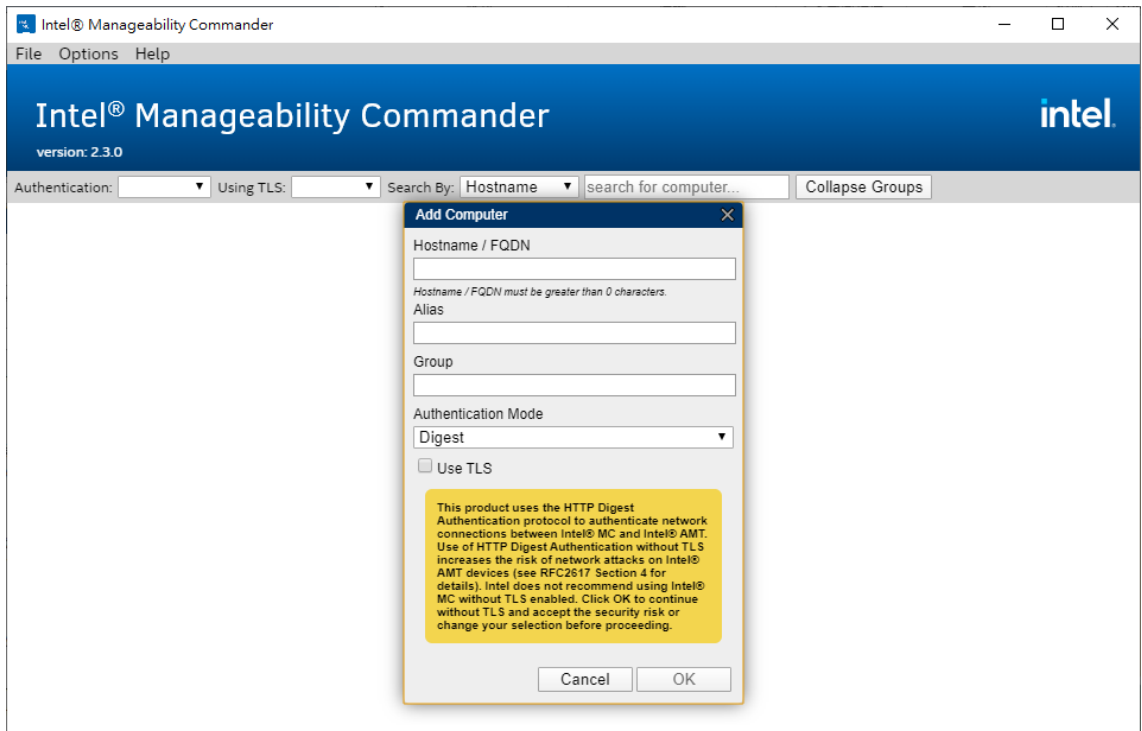 Intel® Manageability Commander
File Options Help
Intel® Manageability Commander
intel.
version: 2.3.0
Authentication: Using TLS: Search By: Hostname search for computer... Collapse Groups
Add Computer
Hostname / FQDN
Hostname / FQDN must be greater than 0 characters.
Alias
Group
Authentication Mode
Digest
Use TLS
This product uses the HTTP Digest
Authentication protocol to authenticate network
connections between Intel® MC and Intel® AMT.
Use of HTTP Digest Authentication without TLS
increases the risk of network attacks on Intel®
AMT devices (see RFC2617 Section 4 for
details). Intel does not recommend using Intel®
MC without TLS enabled. Click OK to continue
without TLS and accept the security risk or
change your selection before proceeding.
Cancel OK